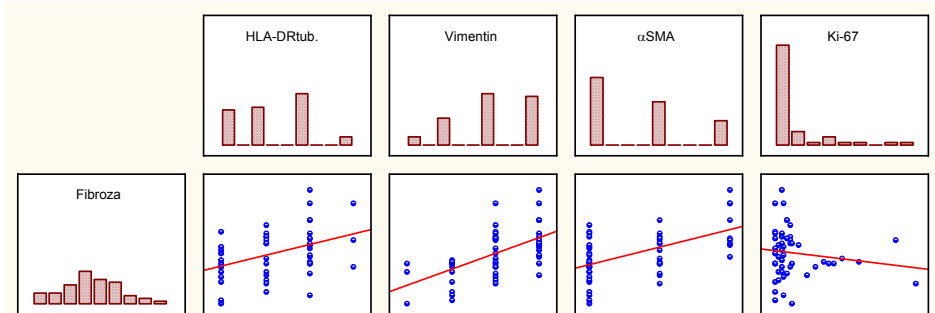 HLA-DRtub.
Vimentin
αSMA
Ki-67
Fibroza